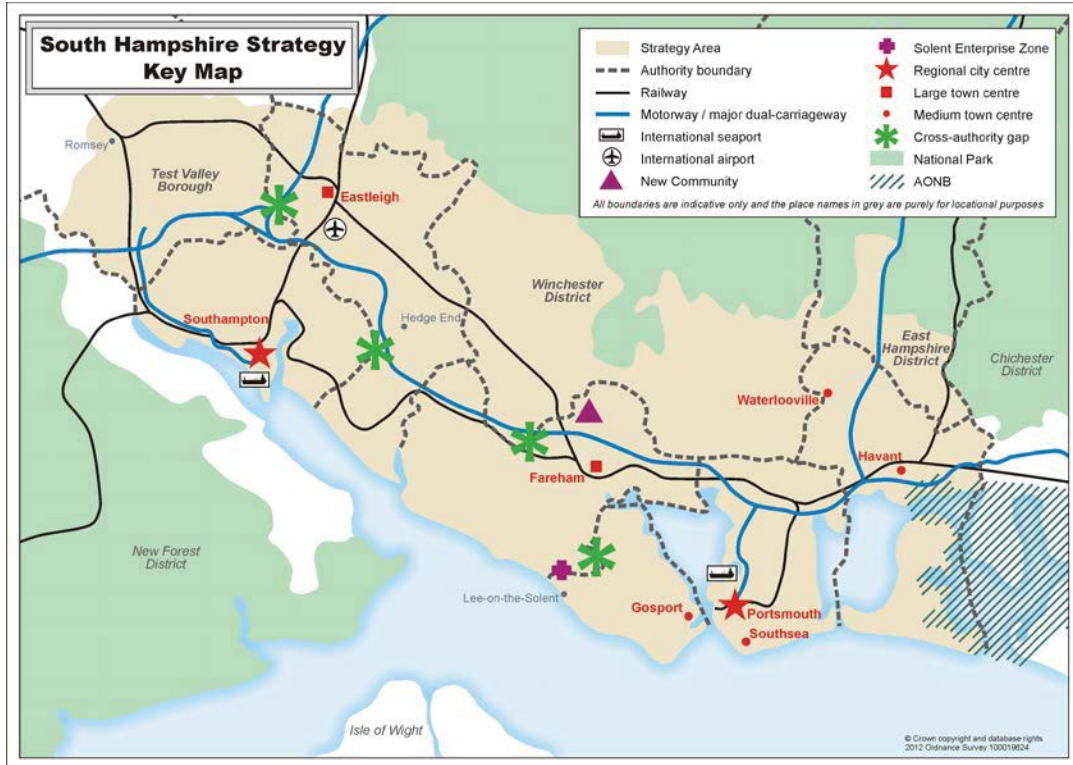 South Hampshire Strategy
Key Map
Strategy Area
Authority boundary
Railway
Motorway / major dual-carriageway
International seaport
International airport
New Community
Solent Enterprise Zone
Regional city centre
Large town centre
Medium town centre
Cross-authority gap
National Park
AONB
All boundaries are indicative only and the place names in grey are purely for locational purposes
Romsey
Test Valley
Borough
Eastleigh
Winchester
District
Southampton
Hedge End
East
Hampshire
District
Chichester
District
Waterlooville
Havant
Fareham
New Forest
District
Lee-on-the-Solent
Gosport
Portsmouth
Southsea
Isle of Wight
© Crown copyright and database rights
2012 Ordnance Survey 100019624